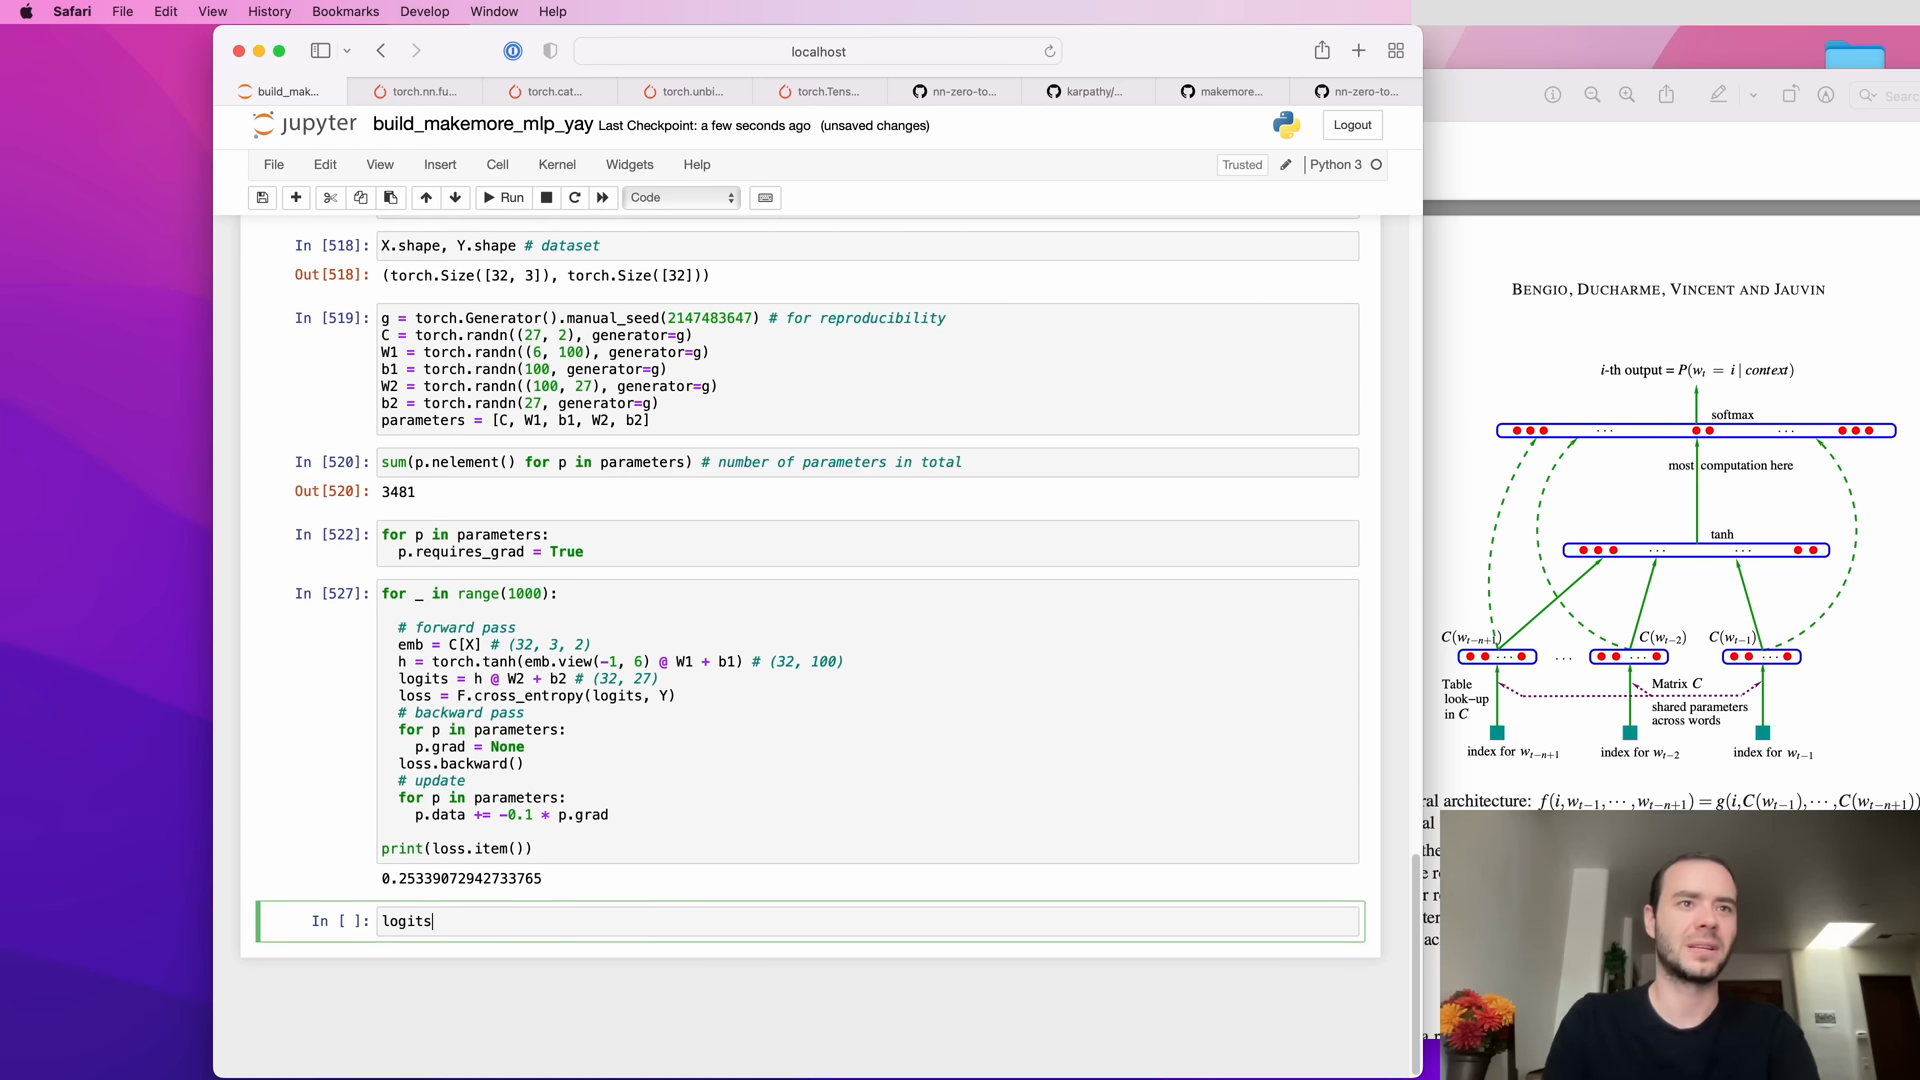 Safari File Edit View History Bookmarks Develop Window Help
localhost
build_mak... torch.nn.fu... torch.cat... torch.unbi... torch.Tens... nn-zero-to... karpathy/... makemore... nn-zero-to...
jupyter build_makemore_mlp_yay Last Checkpoint: a few seconds ago (unsaved changes) Logout
File Edit View Insert Cell Kernel Widgets Help Trusted Python 3
Run Code
In [518]: X.shape, Y.shape # dataset
Out[518]: (torch.Size([32, 3]), torch.Size([32]))
In [519]: g = torch.Generator().manual_seed(2147483647) # for reproducibility
C = torch.randn((27, 2), generator=g)
W1 = torch.randn((6, 100), generator=g)
b1 = torch.randn(100, generator=g)
W2 = torch.randn((100, 27), generator=g)
b2 = torch.randn(27, generator=g)
parameters = [C, W1, b1, W2, b2]
In [520]: sum(p.nelement() for p in parameters) # number of parameters in total
Out[520]: 3481
In [522]: for p in parameters:
p.requires_grad = True
In [527]: for _ in range(1000):
# forward pass
emb = C[X] # (32, 3, 2)
h = torch.tanh(emb.view(-1, 6) @ W1 + b1) # (32, 100)
logits = h @ W2 + b2 # (32, 27)
loss = F.cross_entropy(logits, Y)
# backward pass
for p in parameters:
p.grad = None
loss.backward()
# update
for p in parameters:
p.data += -0.1 * p.grad
print(loss.item())
0.25339072942733765
In [ ]: logits
Search
BENGIO, DUCHARME, VINCENT AND JAUVIN
i-th output = P(w_t = i | context)
softmax
... ...
most computation here
tanh
... ...
C(w_{t-n+1}) C(w_{t-2}) C(w_{t-1})
... ... ... ...
Table
look-up
in C
Matrix C
shared parameters
across words
index for w_{t-n+1} index for w_{t-2} index for w_{t-1}
ral architecture: f(i, w_{t-1}, ..., w_{t-n+1}) = g(i, C(w_{t-1}), ..., C(w_{t-n+1}))
al
the